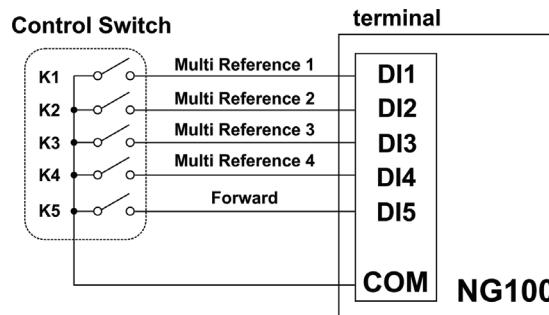 Control Switch
terminal
K1
Multi Reference 1
DI1
K2
Multi Reference 2
DI2
K3
Multi Reference 3
DI3
K4
Multi Reference 4
DI4
K5
Forward
DI5
COM
NG100